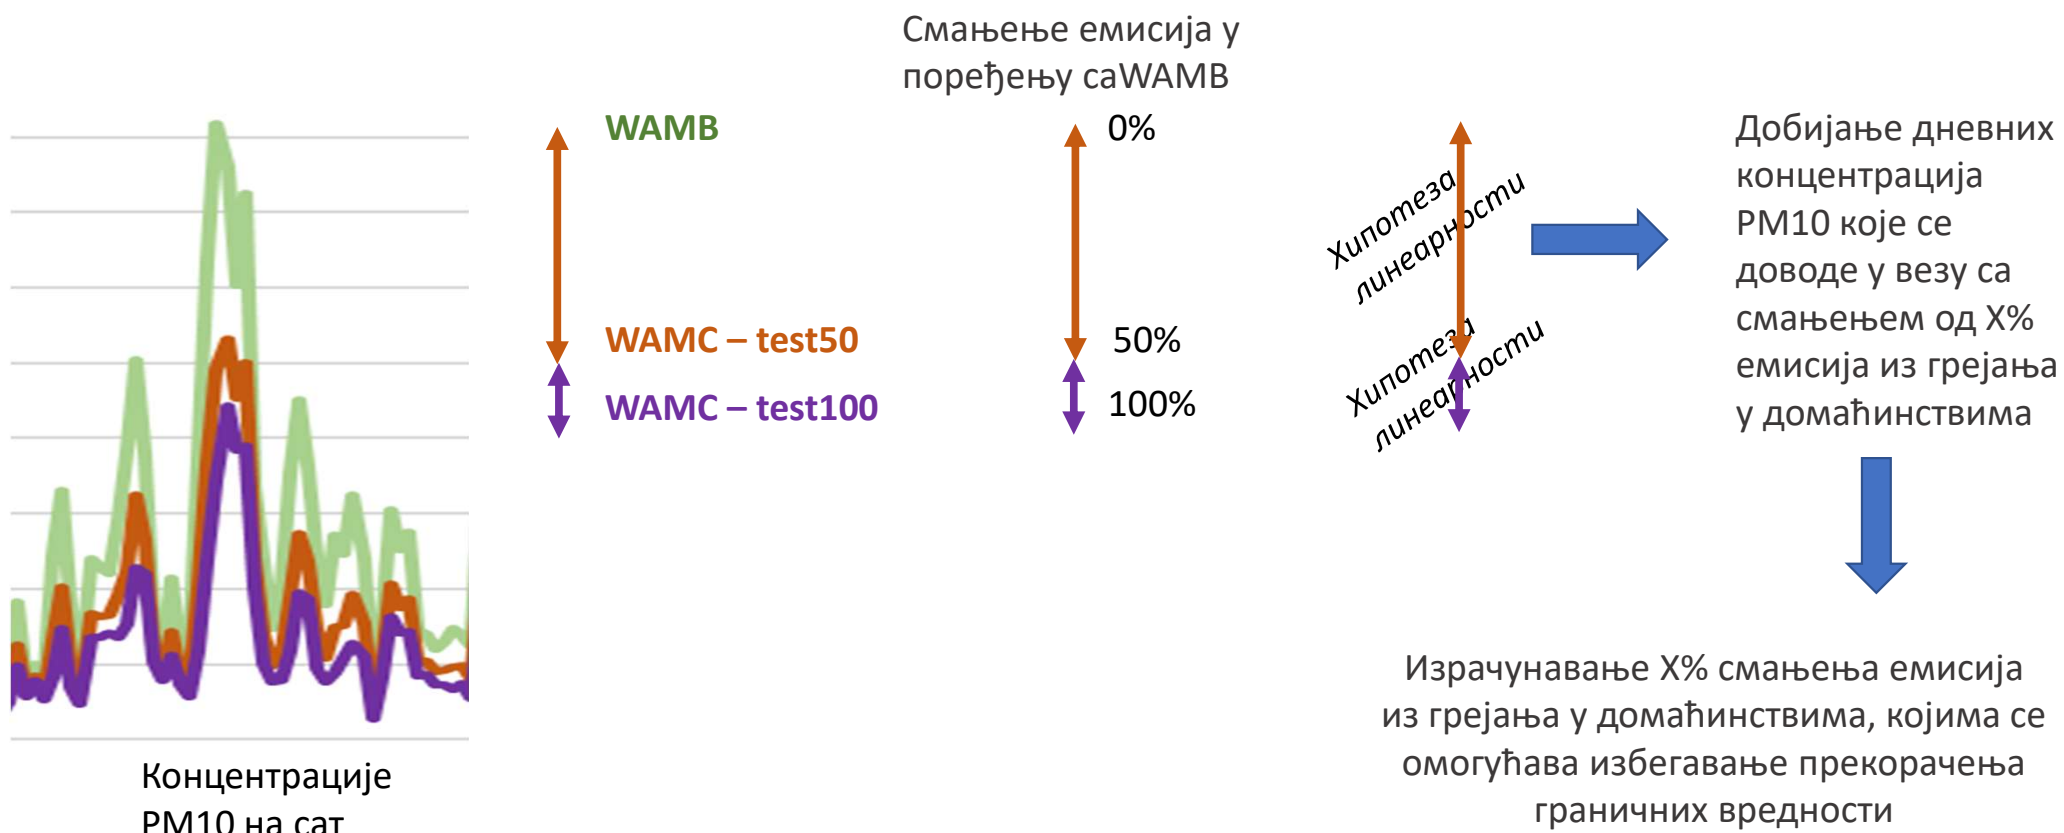 Смањење емисија у
поређењу саWAMB
WAMB
0%
WAMC – test50
50%
WAMC – test100
100%
Хипотеза
линеарности
Хипотеза
линеарности
Добијање дневних
концентрација
PM10 које се
доводе у везу са
смањењем од X%
емисија из грејања
у домаћинствима
Израчунавање X% смањења емисија
из грејања у домаћинствима, којима се
омогућава избегавање прекорачења
граничних вредности
Концентрације
PM10 на сат